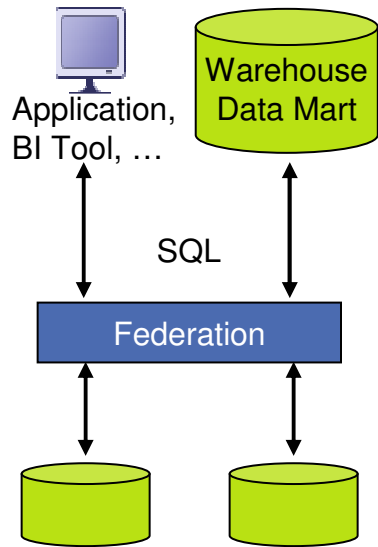 Application,
BI Tool, …
Warehouse
Data Mart
SQL
Federation